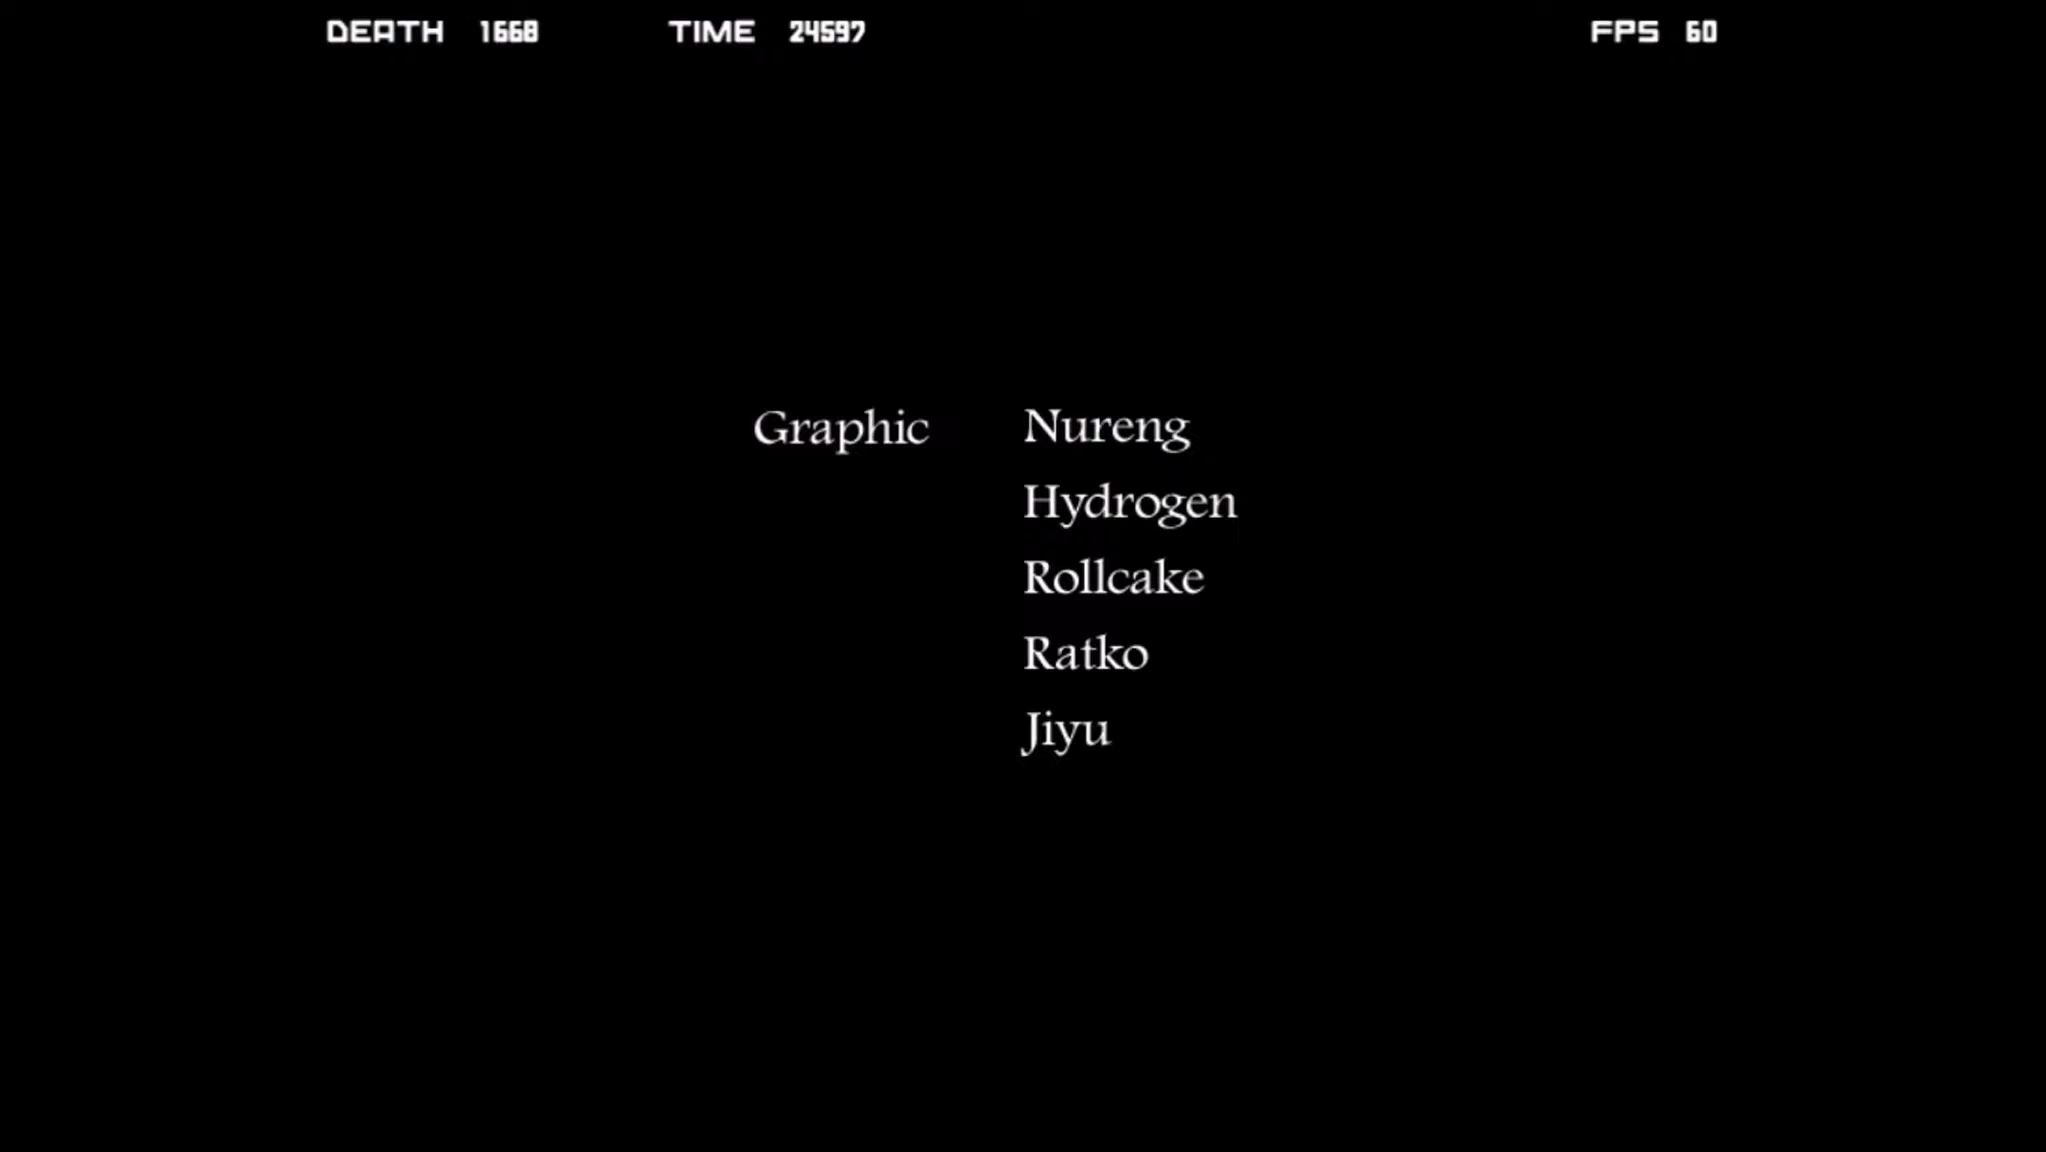 DEATH 1668 TIME 24597 FPS 60
Graphic Nureng
Hydrogen
Rollcake
Ratko
Jiyu